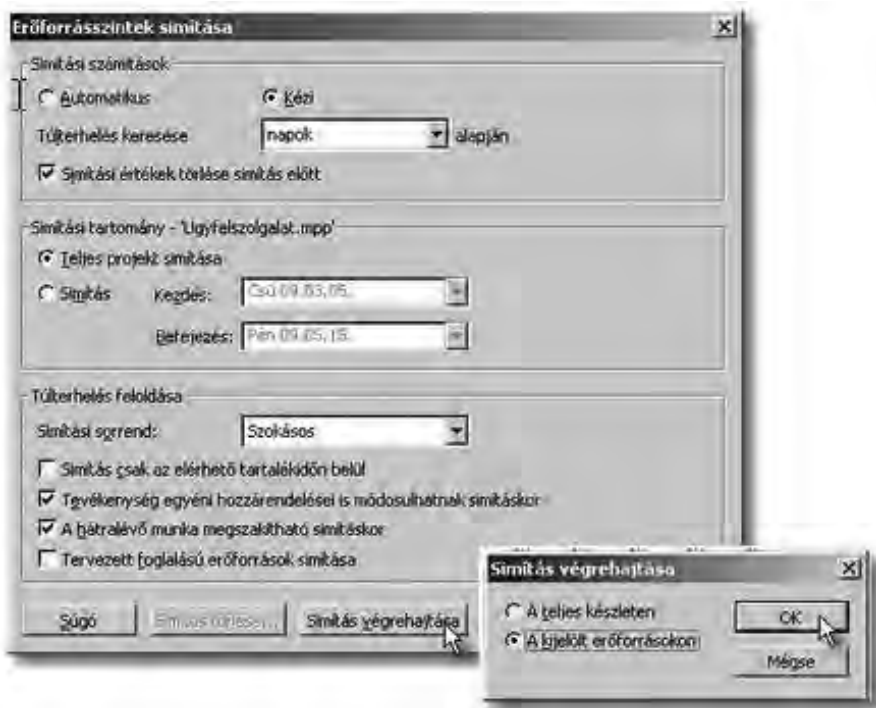 Erőforrásszintek simítása
Simítási számítások
Automatikus Kézi
Túlterhelés keresése napok alapján
Simítási értékek törlése simítás előtt
Simítási tartomány - 'Ugyfelszolgalat.mpp'
Teljes projekt simítása
Simítás Kezdés: Csü 09.03.05.
Befejezés: Pén 09.05.15.
Túlterhelés feloldása
Simítási sorrend: Szokásos
Simítás csak az elérhető tartalékidőn belül
Tevékenység egyéni hozzárendelései is módosulhatnak simításkor
A hátralévő munka megszakítható simításkor
Tervezett foglalású erőforrások simítása
Súgó Simítás törlése... Simítás végrehajtása
Simítás végrehajtása
A teljes készleten OK
A kijelölt erőforrásokon
Mégse